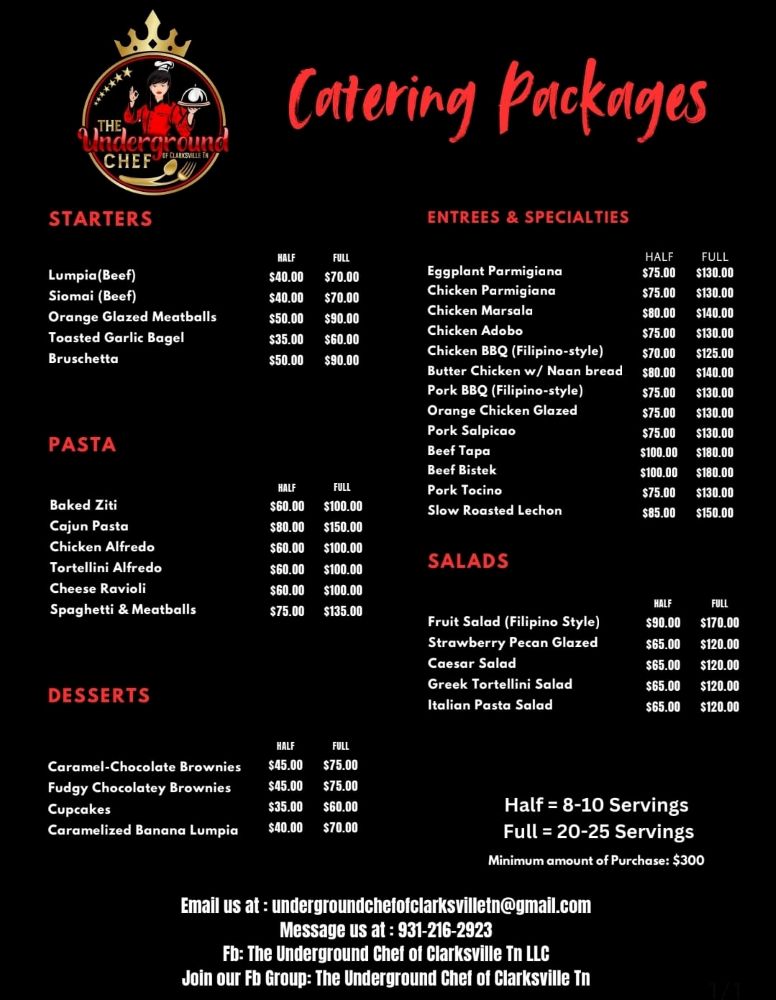 THE
Underground
CHEF OF CLARKSVILLE TN
Catering Packages
STARTERS
HALF FULL
Lumpia(Beef) $40.00 $70.00
Siomai (Beef) $40.00 $70.00
Orange Glazed Meatballs $50.00 $90.00
Toasted Garlic Bagel $35.00 $60.00
Bruschetta $50.00 $90.00
PASTA
HALF FULL
Baked Ziti $60.00 $100.00
Cajun Pasta $80.00 $150.00
Chicken Alfredo $60.00 $100.00
Tortellini Alfredo $60.00 $100.00
Cheese Ravioli $60.00 $100.00
Spaghetti & Meatballs $75.00 $135.00
DESSERTS
HALF FULL
Caramel-Chocolate Brownies $45.00 $75.00
Fudgy Chocolatey Brownies $45.00 $75.00
Cupcakes $35.00 $60.00
Caramelized Banana Lumpia $40.00 $70.00
ENTREES & SPECIALTIES
HALF FULL
Eggplant Parmigiana $75.00 $130.00
Chicken Parmigiana $75.00 $130.00
Chicken Marsala $80.00 $140.00
Chicken Adobo $75.00 $130.00
Chicken BBQ (Filipino-style) $70.00 $125.00
Butter Chicken w/ Naan bread $80.00 $140.00
Pork BBQ (Filipino-style) $75.00 $130.00
Orange Chicken Glazed $75.00 $130.00
Pork Salpicao $75.00 $130.00
Beef Tapa $100.00 $180.00
Beef Bistek $100.00 $180.00
Pork Tocino $75.00 $130.00
Slow Roasted Lechon $85.00 $150.00
SALADS
HALF FULL
Fruit Salad (Filipino Style) $90.00 $170.00
Strawberry Pecan Glazed $65.00 $120.00
Caesar Salad $65.00 $120.00
Greek Tortellini Salad $65.00 $120.00
Italian Pasta Salad $65.00 $120.00
Half = 8-10 Servings
Full = 20-25 Servings
Minimum amount of Purchase: $300
Email us at : undergroundchefofclarksvilletn@gmail.com
Message us at : 931-216-2923
Fb: The Underground Chef of Clarksville Tn LLC
Join our Fb Group: The Underground Chef of Clarksville Tn
1/1